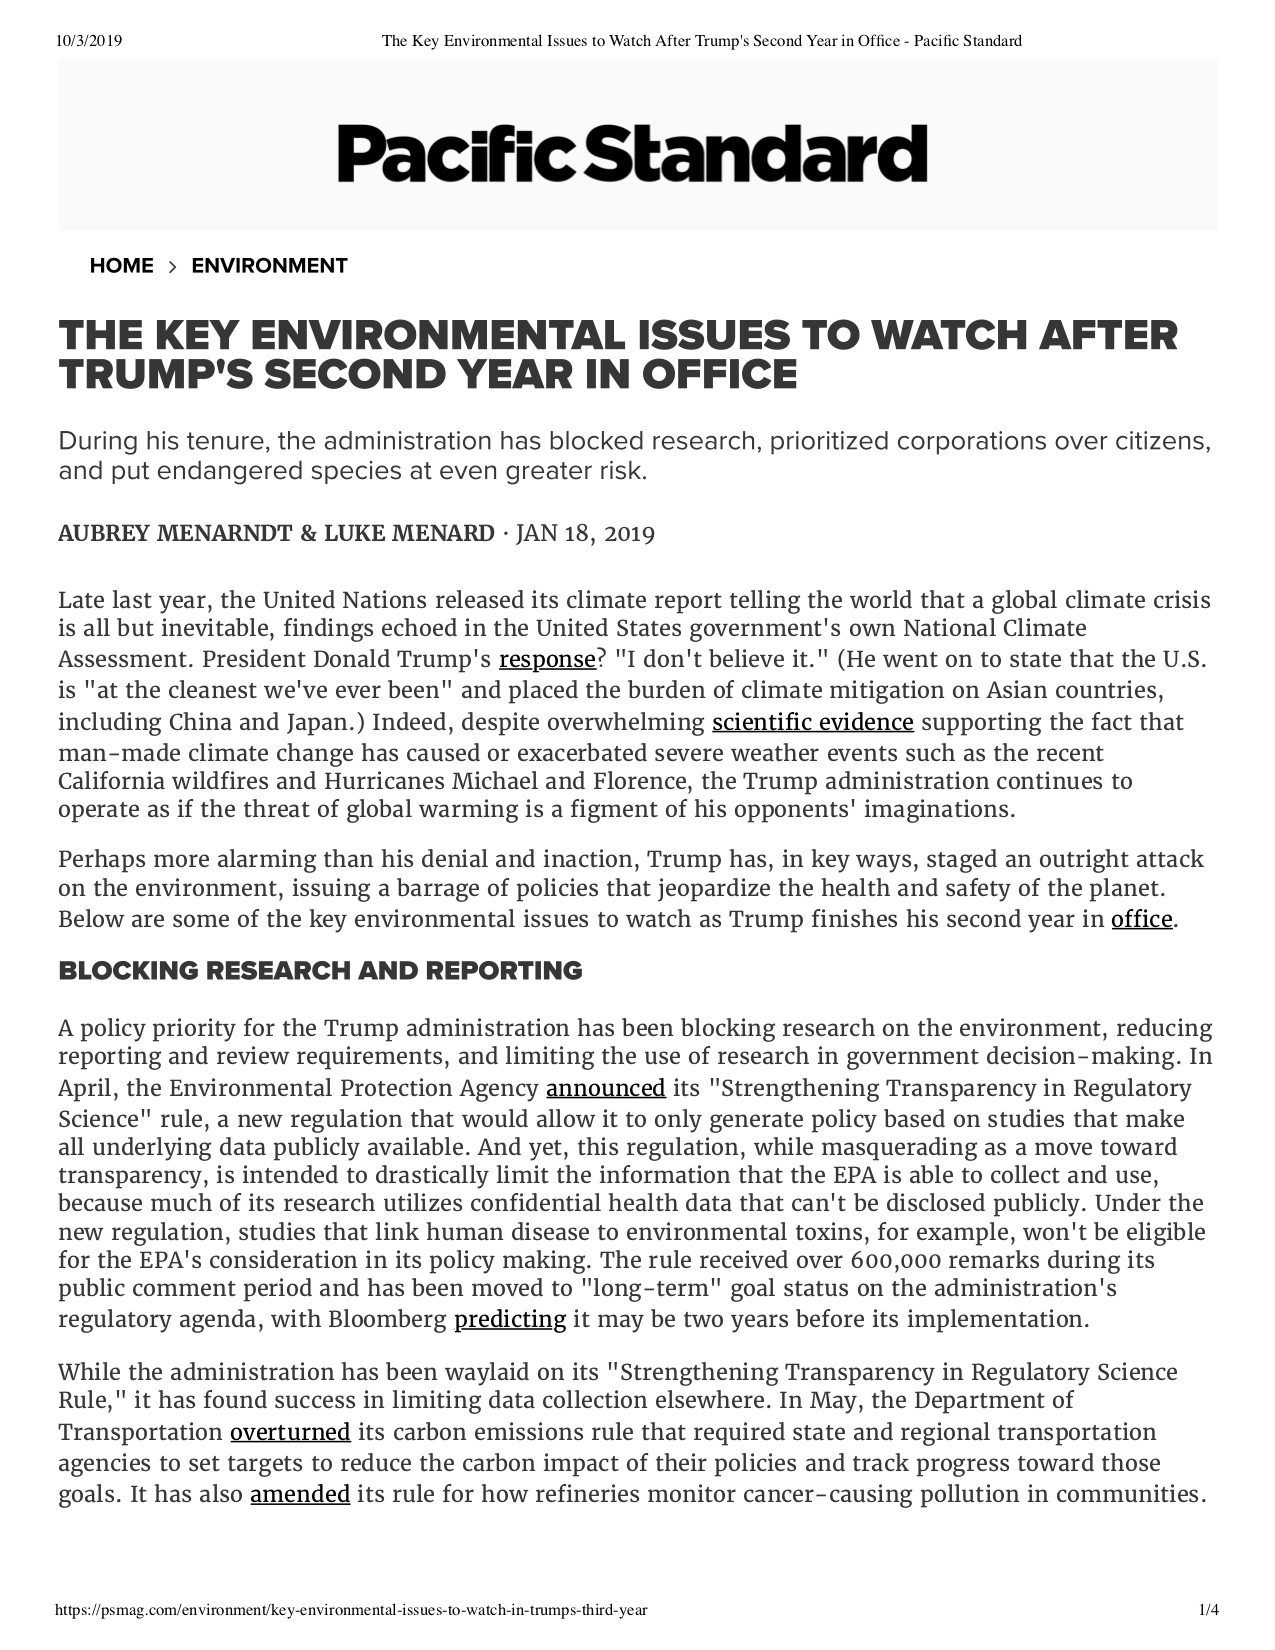 10/3/2019 The Key Environmental Issues to Watch After Trump's Second Year in Office - Pacific Standard
Pacific Standard
HOME > ENVIRONMENT
THE KEY ENVIRONMENTAL ISSUES TO WATCH AFTER
TRUMP'S SECOND YEAR IN OFFICE
During his tenure, the administration has blocked research, prioritized corporations over citizens,
and put endangered species at even greater risk.
AUBREY MENARNDT & LUKE MENARD · JAN 18, 2019
Late last year, the United Nations released its climate report telling the world that a global climate crisis
is all but inevitable, findings echoed in the United States government's own National Climate
Assessment. President Donald Trump's response? "I don't believe it." (He went on to state that the U.S.
is "at the cleanest we've ever been" and placed the burden of climate mitigation on Asian countries,
including China and Japan.) Indeed, despite overwhelming scientific evidence supporting the fact that
man-made climate change has caused or exacerbated severe weather events such as the recent
California wildfires and Hurricanes Michael and Florence, the Trump administration continues to
operate as if the threat of global warming is a figment of his opponents' imaginations.
Perhaps more alarming than his denial and inaction, Trump has, in key ways, staged an outright attack
on the environment, issuing a barrage of policies that jeopardize the health and safety of the planet.
Below are some of the key environmental issues to watch as Trump finishes his second year in office.
BLOCKING RESEARCH AND REPORTING
A policy priority for the Trump administration has been blocking research on the environment, reducing
reporting and review requirements, and limiting the use of research in government decision-making. In
April, the Environmental Protection Agency announced its "Strengthening Transparency in Regulatory
Science" rule, a new regulation that would allow it to only generate policy based on studies that make
all underlying data publicly available. And yet, this regulation, while masquerading as a move toward
transparency, is intended to drastically limit the information that the EPA is able to collect and use,
because much of its research utilizes confidential health data that can't be disclosed publicly. Under the
new regulation, studies that link human disease to environmental toxins, for example, won't be eligible
for the EPA's consideration in its policy making. The rule received over 600,000 remarks during its
public comment period and has been moved to "long-term" goal status on the administration's
regulatory agenda, with Bloomberg predicting it may be two years before its implementation.
While the administration has been waylaid on its "Strengthening Transparency in Regulatory Science
Rule," it has found success in limiting data collection elsewhere. In May, the Department of
Transportation overturned its carbon emissions rule that required state and regional transportation
agencies to set targets to reduce the carbon impact of their policies and track progress toward those
goals. It has also amended its rule for how refineries monitor cancer-causing pollution in communities.
https://psmag.com/environment/key-environmental-issues-to-watch-in-trumps-third-year 1/4